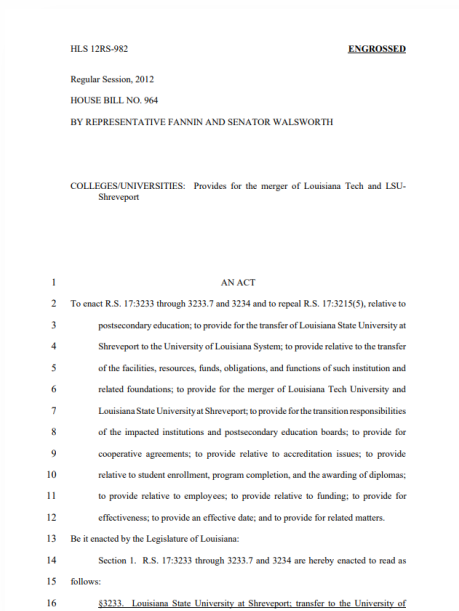 HLS 12RS-982 ENGROSSED
Regular Session, 2012
HOUSE BILL NO. 964
BY REPRESENTATIVE FANNIN AND SENATOR WALSWORTH
COLLEGES/UNIVERSITIES: Provides for the merger of Louisiana Tech and LSU-
Shreveport
1 AN ACT
2 To enact R.S. 17:3233 through 3233.7 and 3234 and to repeal R.S. 17:3215(5), relative to
3 postsecondary education; to provide for the transfer of Louisiana State University at
4 Shreveport to the University of Louisiana System; to provide relative to the transfer
5 of the facilities, resources, funds, obligations, and functions of such institution and
6 related foundations; to provide for the merger of Louisiana Tech University and
7 Louisiana State University at Shreveport; to provide for the transition responsibilities
8 of the impacted institutions and postsecondary education boards; to provide for
9 cooperative agreements; to provide relative to accreditation issues; to provide
10 relative to student enrollment, program completion, and the awarding of diplomas;
11 to provide relative to employees; to provide relative to funding; to provide for
12 effectiveness; to provide an effective date; and to provide for related matters.
13 Be it enacted by the Legislature of Louisiana:
14 Section 1. R.S. 17:3233 through 3233.7 and 3234 are hereby enacted to read as
15 follows:
16 §3233. Louisiana State University at Shreveport; transfer to the University of